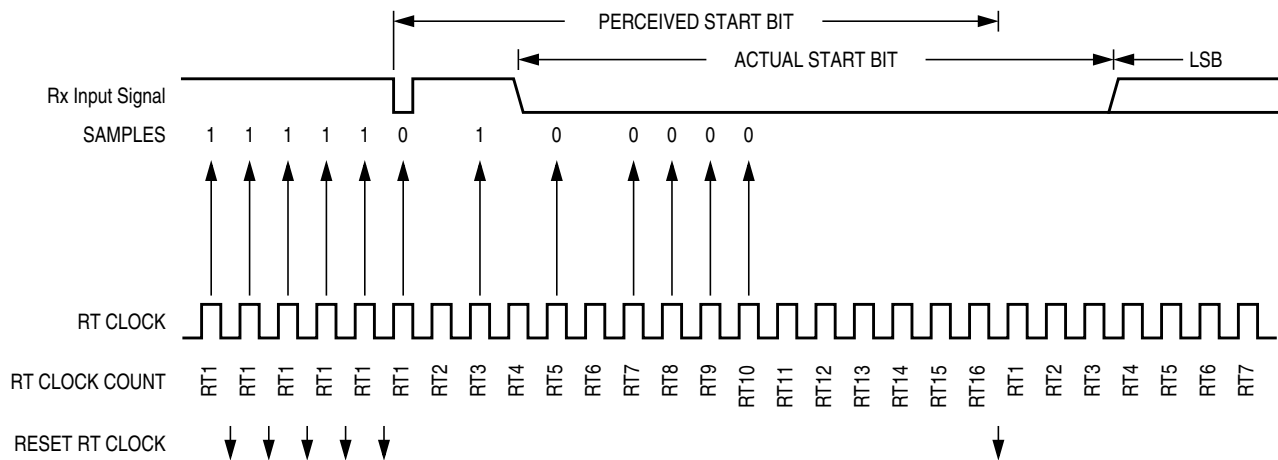 PERCEIVED START BIT
ACTUAL START BIT LSB
Rx Input Signal
SAMPLES 1 1 1 1 1 0 1 0 0 0 0 0
RT CLOCK
RT CLOCK COUNT RT1 RT1 RT1 RT1 RT1 RT1 RT2 RT3 RT4 RT5 RT6 RT7 RT8 RT9 RT10 RT11 RT12 RT13 RT14 RT15 RT16 RT1 RT2 RT3 RT4 RT5 RT6 RT7
RESET RT CLOCK